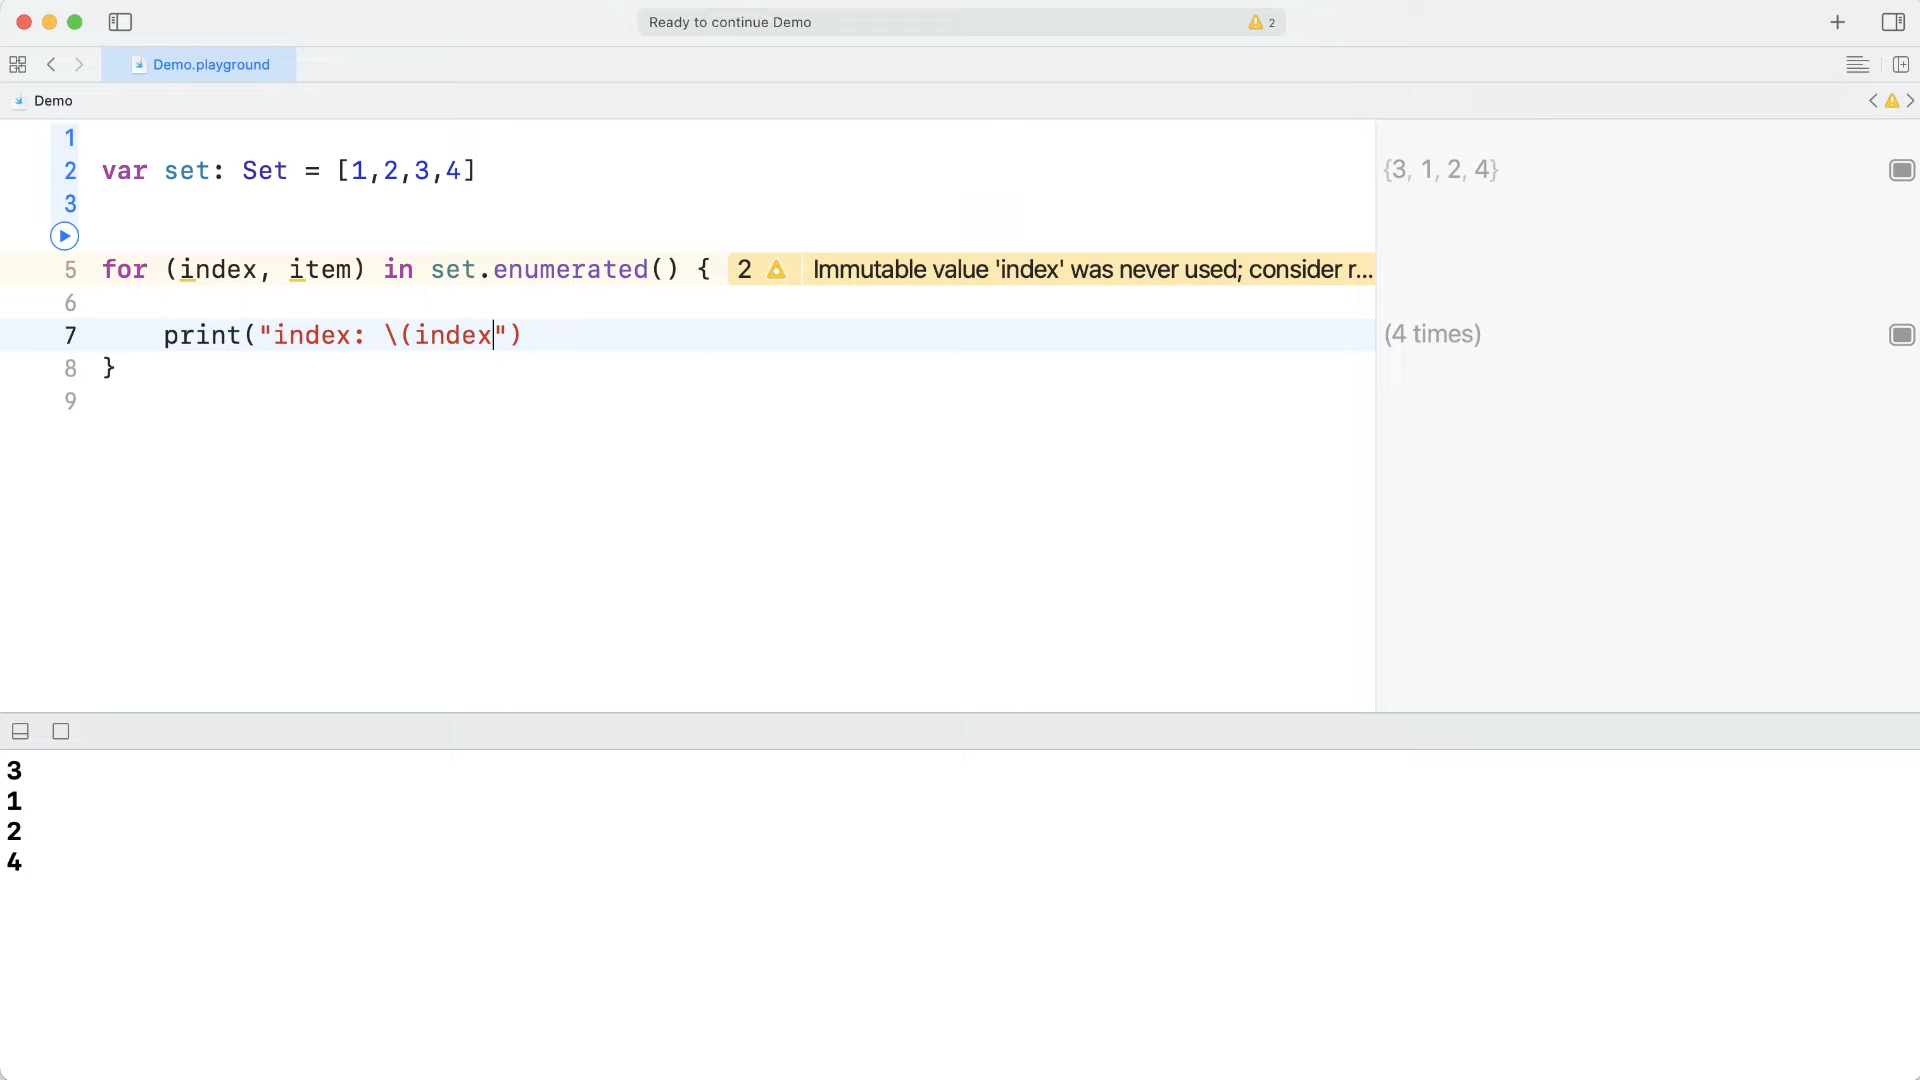 Ready to continue Demo 2
Demo.playground
Demo
1
2 var set: Set = [1,2,3,4] {3, 1, 2, 4}
3
5 for (index, item) in set.enumerated() { 2 Immutable value 'index' was never used; consider r...
6
7 print("index: \(index") (4 times)
8 }
9
3
1
2
4